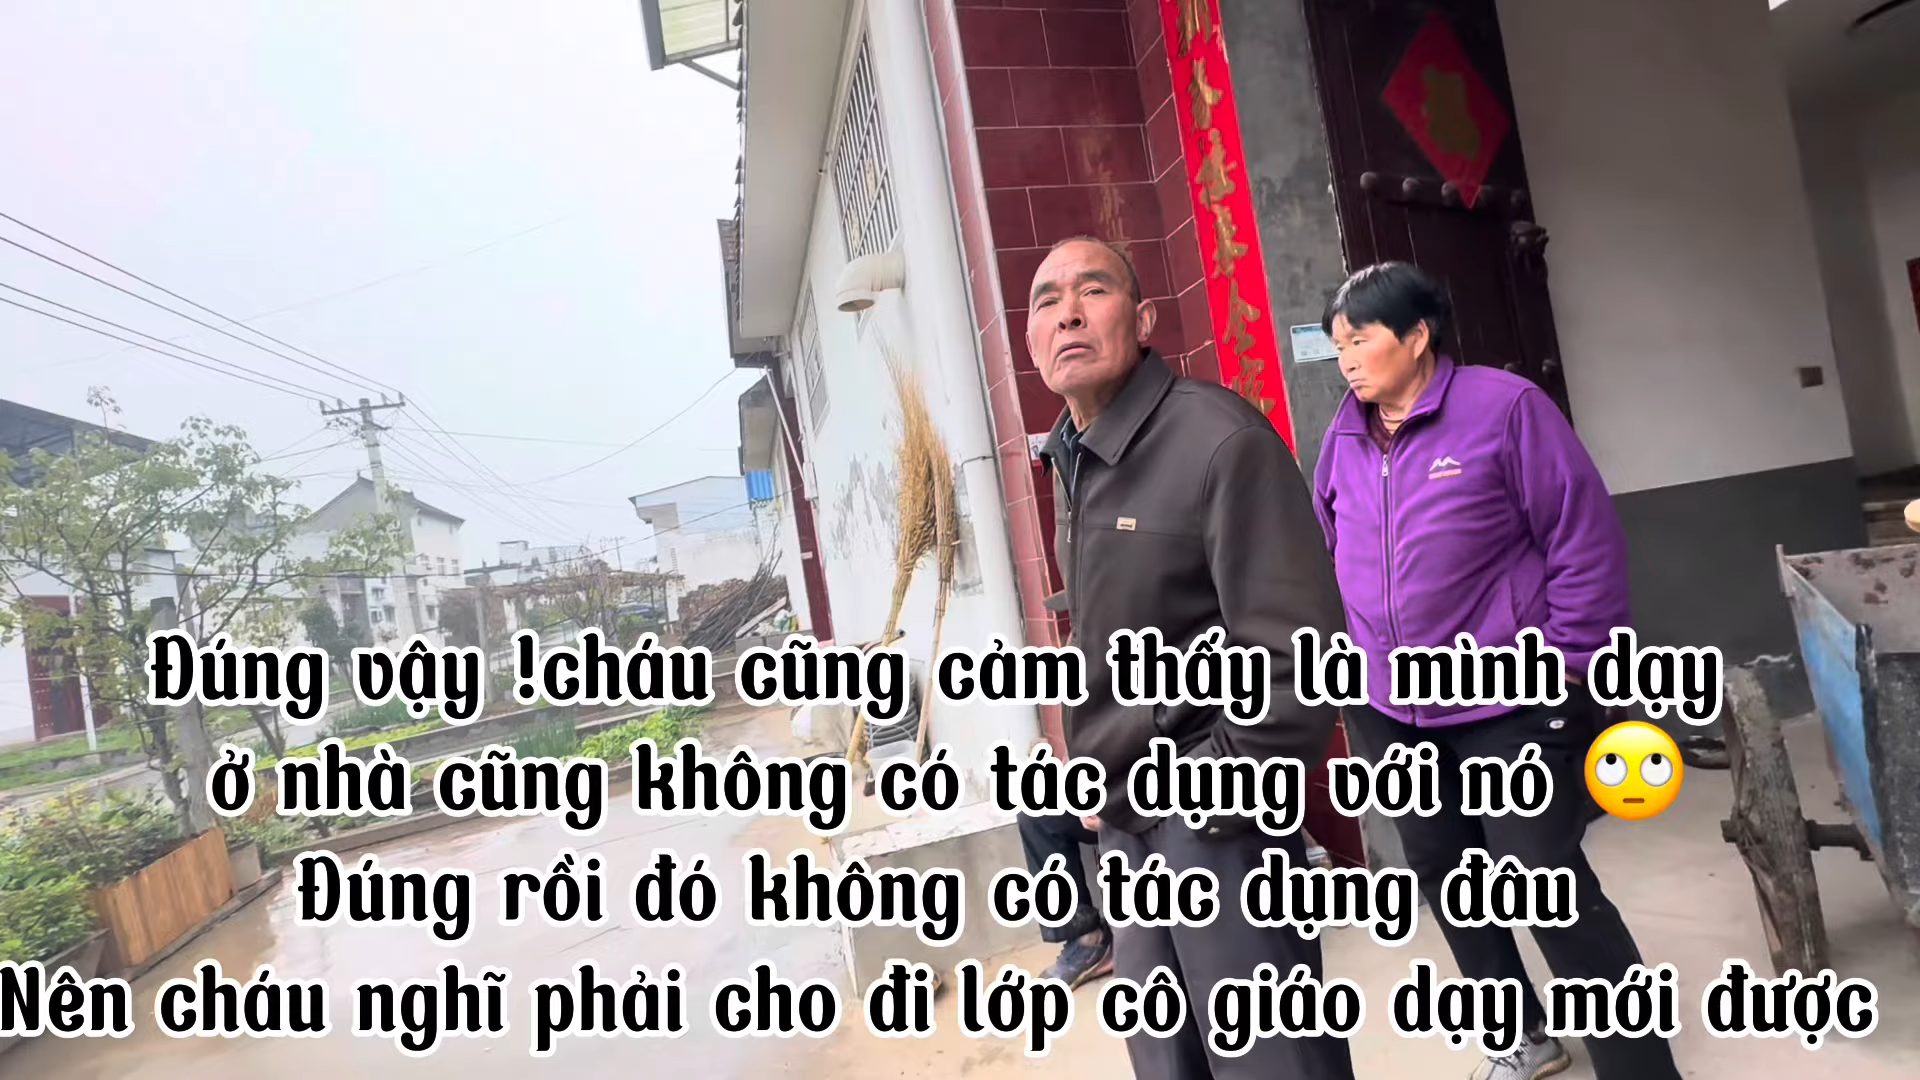 Đúng vậy !cháu cũng cảm thấy là mình dạy
ở nhà cũng không có tác dụng với nó 🙄
Đúng rồi đó không có tác dụng đâu
Nên cháu nghĩ phải cho đi lớp cô giáo dạy mới được